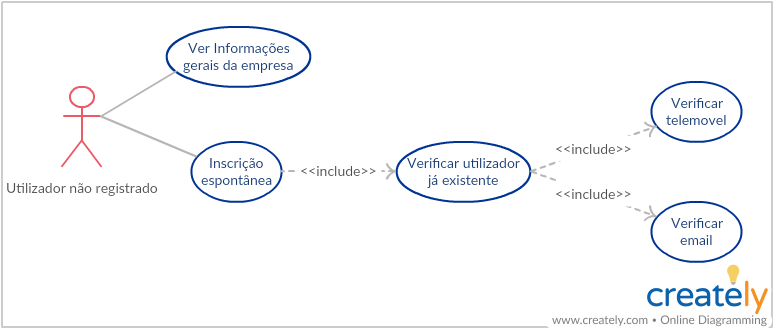 Ver Informações
gerais da empresa
Utilizador não registrado
Inscrição
espontânea
<<include>>
Verificar utilizador
já existente
<<include>>
<<include>>
Verificar
telemovel
Verificar
email
creately
www.creately.com • Online Diagramming